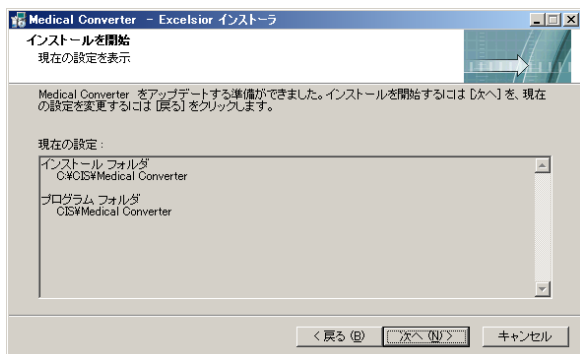 Medical Converter － Excelsior インストーラ
インストールを開始
現在の設定を表示
Medical Converter をアップデートする準備ができました。インストールを開始するには [次へ] を、現在
の設定を変更するには [戻る] をクリックします。
現在の設定：
インストール フォルダ
C:¥CIS¥Medical Converter
プログラム フォルダ
CIS¥Medical Converter
< 戻る (B)
次へ (N) >
キャンセル